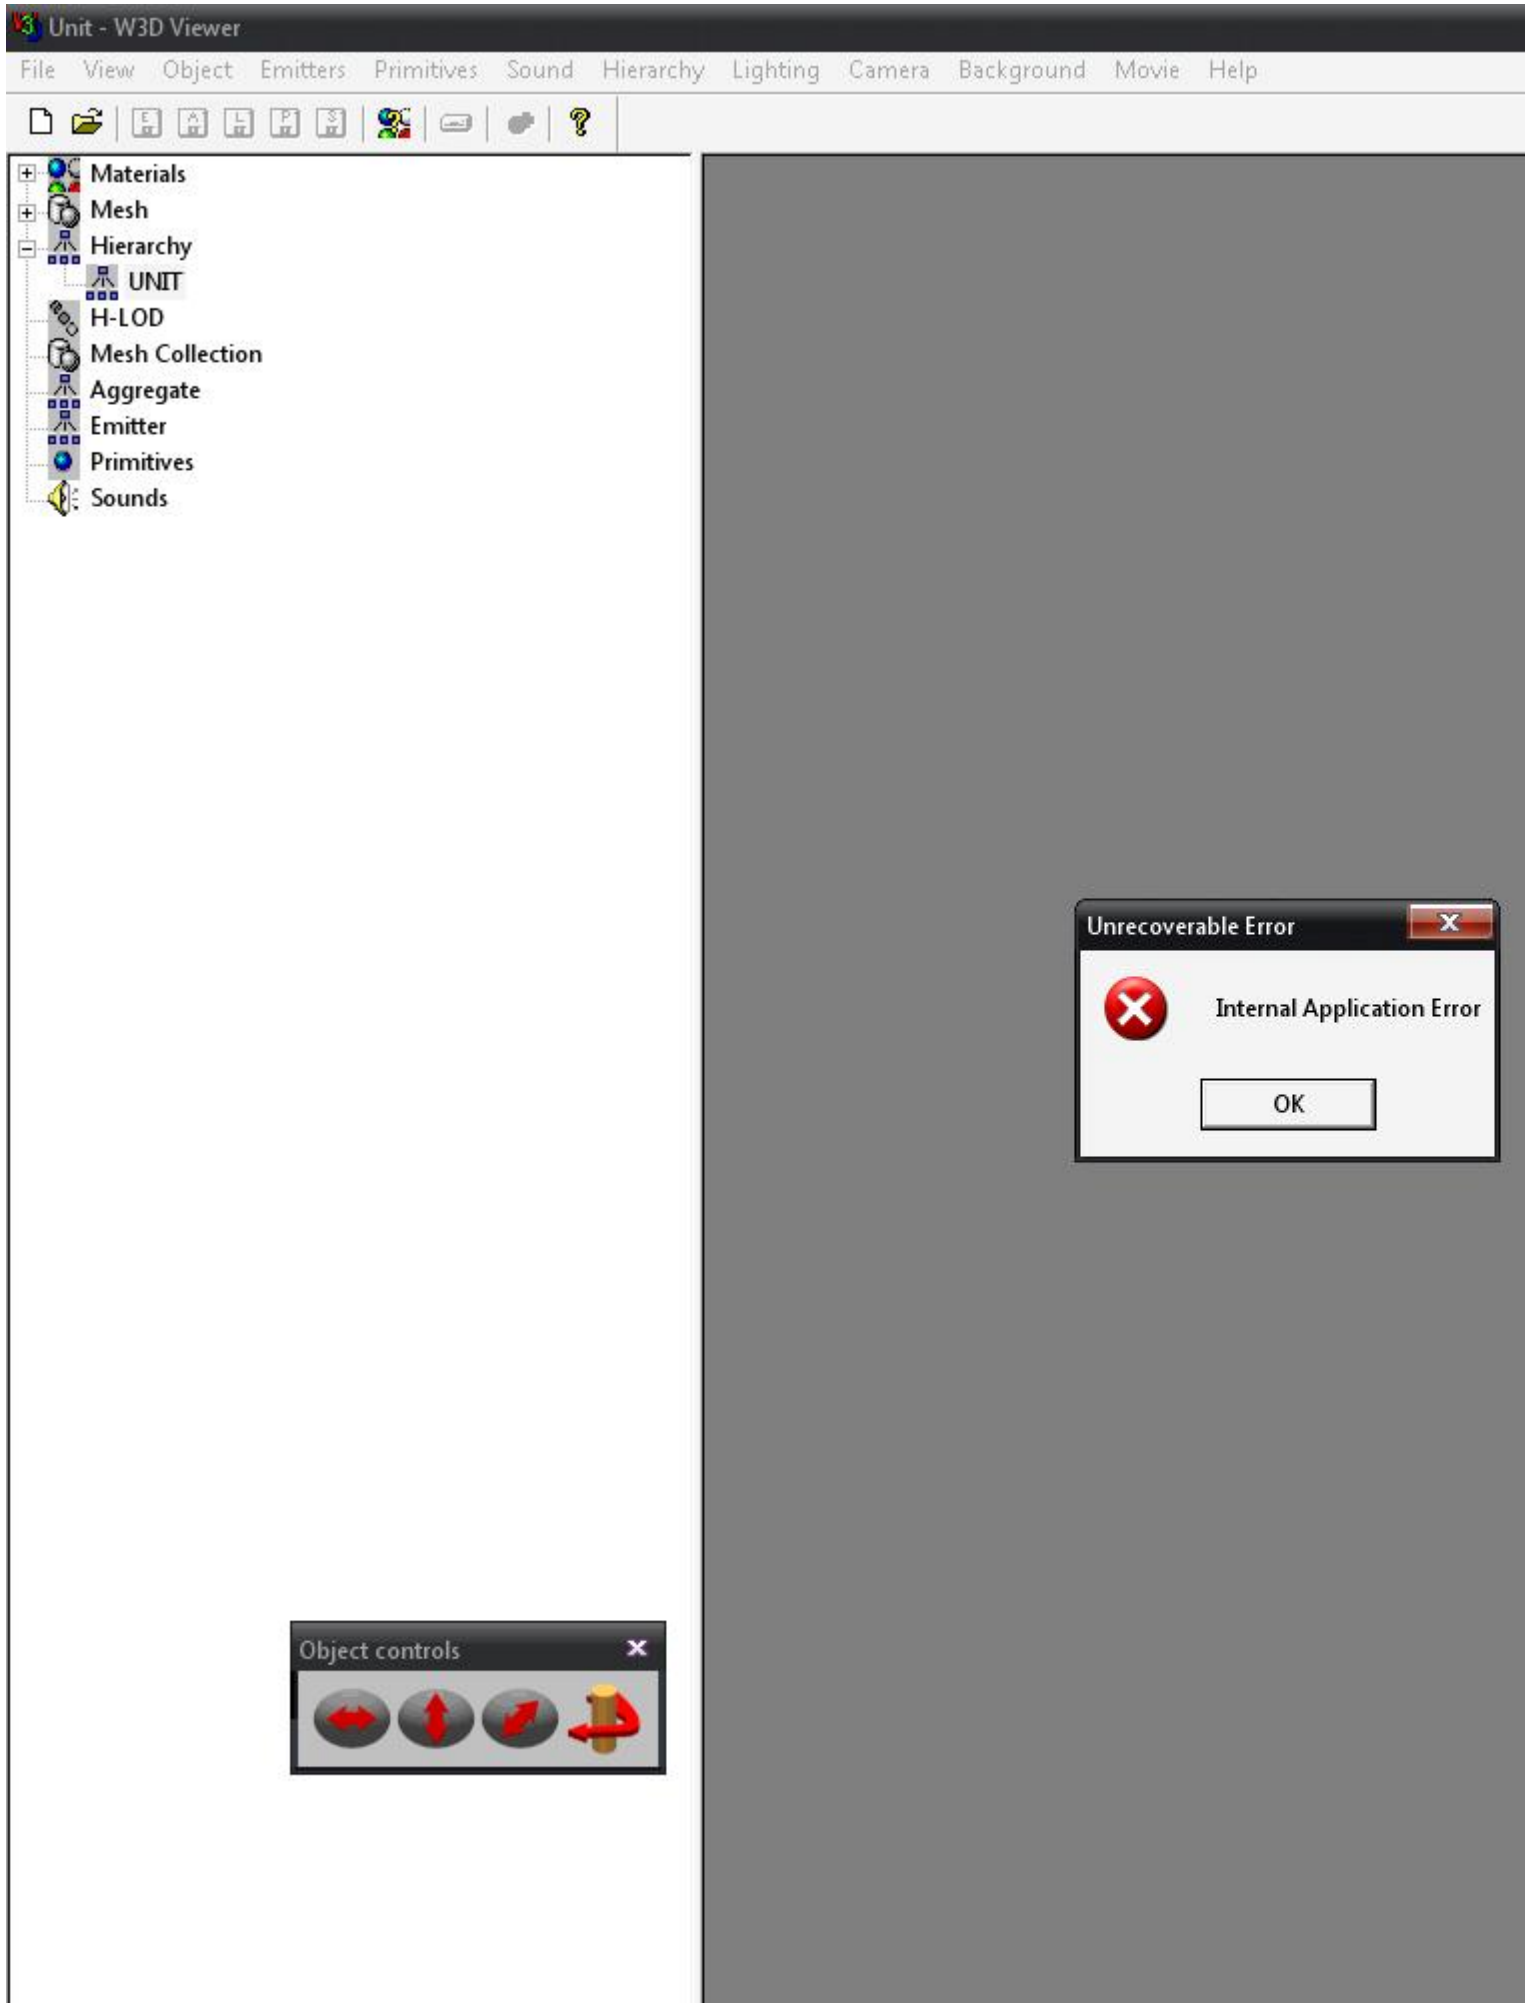 Unit - W3D Viewer
File View Object Emitters Primitives Sound Hierarchy Lighting Camera Background Movie Help
E A L P S
Materials
Mesh
Hierarchy
UNIT
H-LOD
Mesh Collection
Aggregate
Emitter
Primitives
Sounds
Unrecoverable Error
Internal Application Error
OK
Object controls